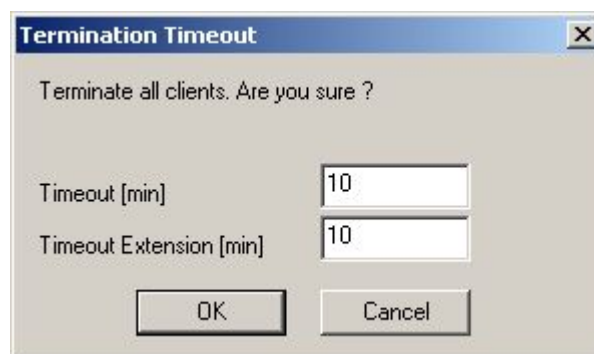 Termination Timeout
Terminate all clients. Are you sure ?
Timeout [min] 10
Timeout Extension [min] 10
OK Cancel